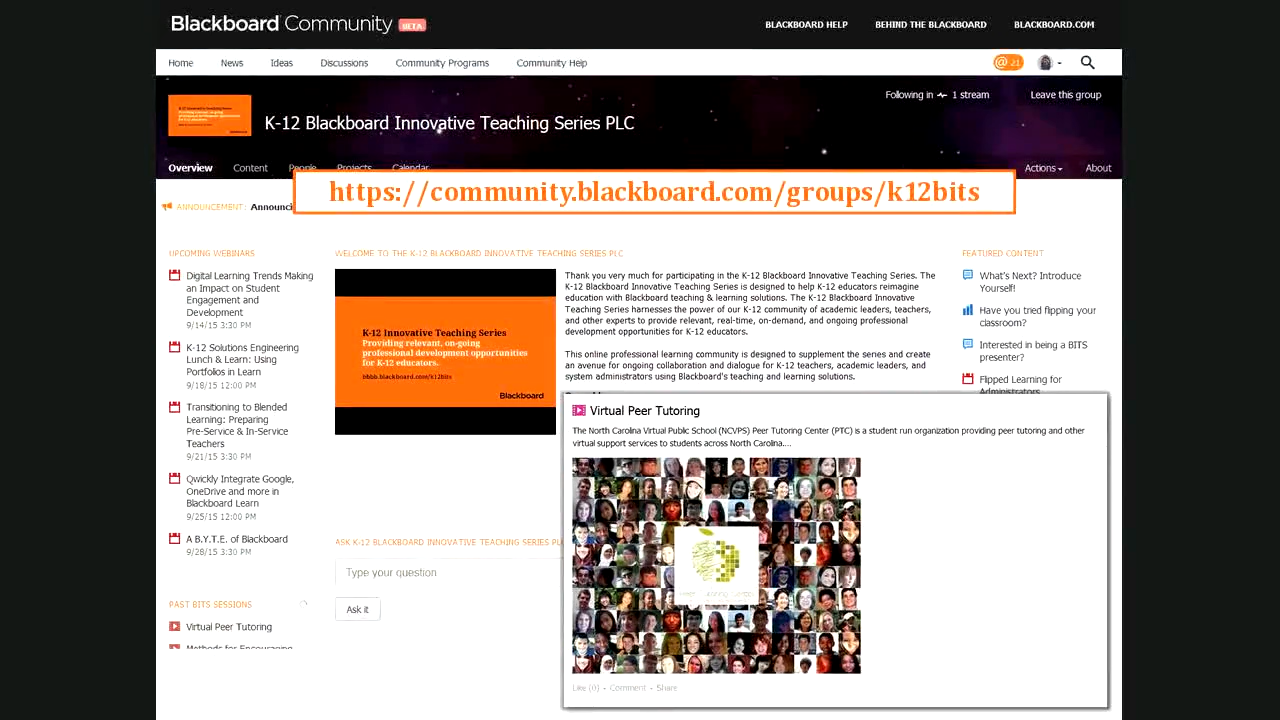 Blackboard Community BETA
BLACKBOARD HELP
BEHIND THE BLACKBOARD
BLACKBOARD.COM
Home
News
Ideas
Discussions
Community Programs
Community Help
@ 21
K-12 Innovative Teaching Series
K-12 Blackboard Innovative Teaching Series PLC
Following in 1 stream
Leave this group
Overview
Content
People
Projects
Calendar
Actions
About
https://community.blackboard.com/groups/k12bits
ANNOUNCEMENT: Announci
UPCOMING WEBINARS
Digital Learning Trends Making
an Impact on Student
Engagement and
Development
9/14/15 3:30 PM
K-12 Solutions Engineering
Lunch & Learn: Using
Portfolios in Learn
9/18/15 12:00 PM
Transitioning to Blended
Learning: Preparing
Pre-Service & In-Service
Teachers
9/21/15 3:30 PM
Qwickly Integrate Google,
OneDrive and more in
Blackboard Learn
9/25/15 12:00 PM
A B.Y.T.E. of Blackboard
9/28/15 3:30 PM
PAST BITS SESSIONS
Virtual Peer Tutoring
Methods for Encouraging
WELCOME TO THE K-12 BLACKBOARD INNOVATIVE TEACHING SERIES PLC
K-12 Innovative Teaching Series
Providing relevant, on-going
professional development opportunities
for K-12 educators.
bbbb.blackboard.com/k12bits
Blackboard
Thank you very much for participating in the K-12 Blackboard Innovative Teaching Series. The
K-12 Blackboard Innovative Teaching Series is designed to help K-12 educators reimagine
education with Blackboard teaching & learning solutions. The K-12 Blackboard Innovative
Teaching Series harnesses the power of our K-12 community of academic leaders, teachers,
and other experts to provide relevant, real-time, on-demand, and ongoing professional
development opportunities for K-12 educators.
This online professional learning community is designed to supplement the series and create
an avenue for ongoing collaboration and dialogue for K-12 teachers, academic leaders, and
system administrators using Blackboard's teaching and learning solutions.
ASK K-12 BLACKBOARD INNOVATIVE TEACHING SERIES PLC
Type your question
Ask it
FEATURED CONTENT
What's Next? Introduce
Yourself!
Have you tried flipping your
classroom?
Interested in being a BITS
presenter?
Flipped Learning for
Administrators
Virtual Peer Tutoring
The North Carolina Virtual Public School (NCVPS) Peer Tutoring Center (PTC) is a student run organization providing peer tutoring and other
virtual support services to students across North Carolina....
Peer Tutoring Center
Like (0) • Comment • Share